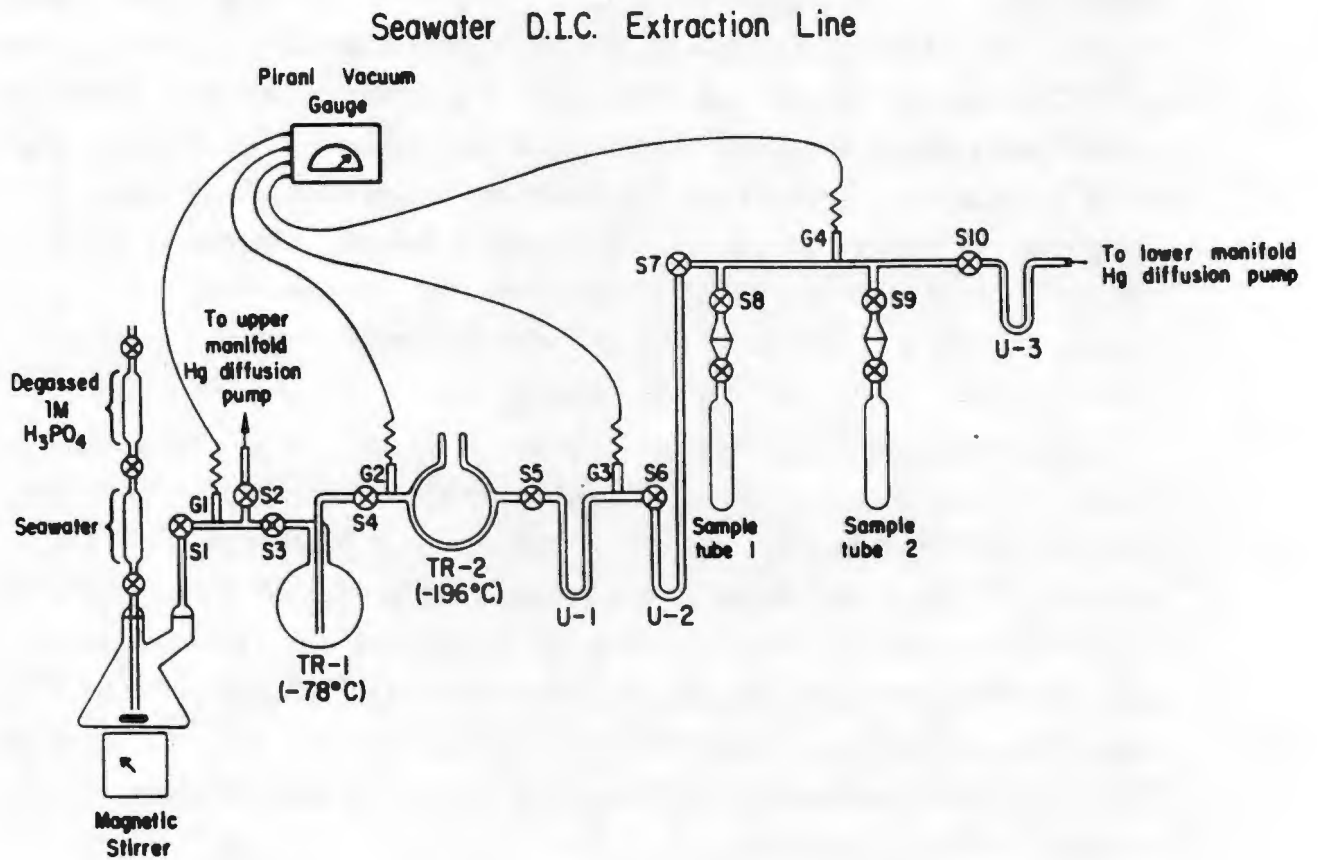 Seawater D.I.C. Extraction Line
Pirani Vacuum
Gauge
G4
S10
S7
To lower manifold
Hg diffusion pump
S8
S9
U-3
To upper
manifold
Hg diffusion
pump
Degassed
1M
H₃PO₄
Seawater
G1
S2
S1
S3
G2
S4
S5
G3
S6
TR-2
(-196°C)
U-1
U-2
Sample
tube 1
Sample
tube 2
TR-1
(-78°C)
Magnetic
Stirrer